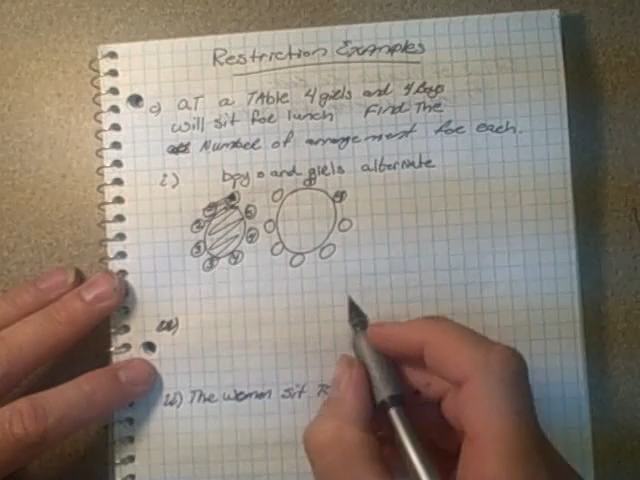 Restriction Examples
c) aT a TAble 4 girls and 4 boys
will sit for lunch Find The
Number of arrangement for each.
i) boys and girls alternate
ii) The women sit